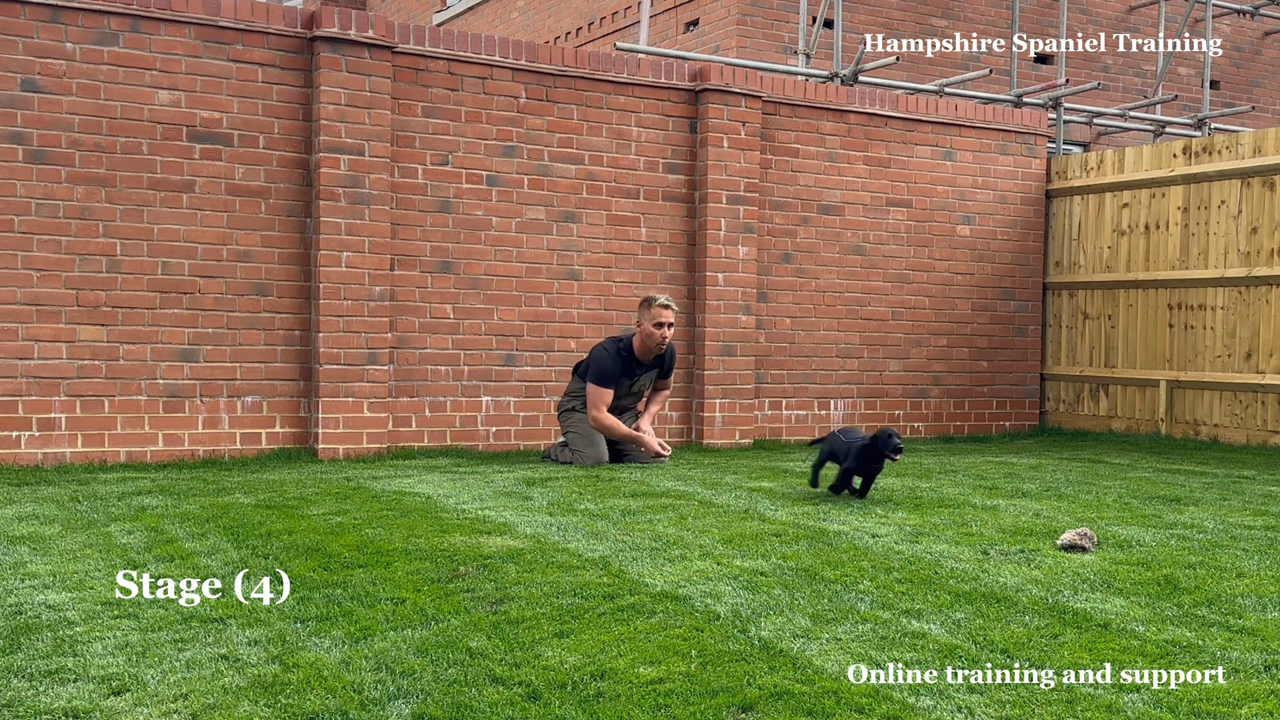 Hampshire Spaniel Training
Stage (4)
Online training and support